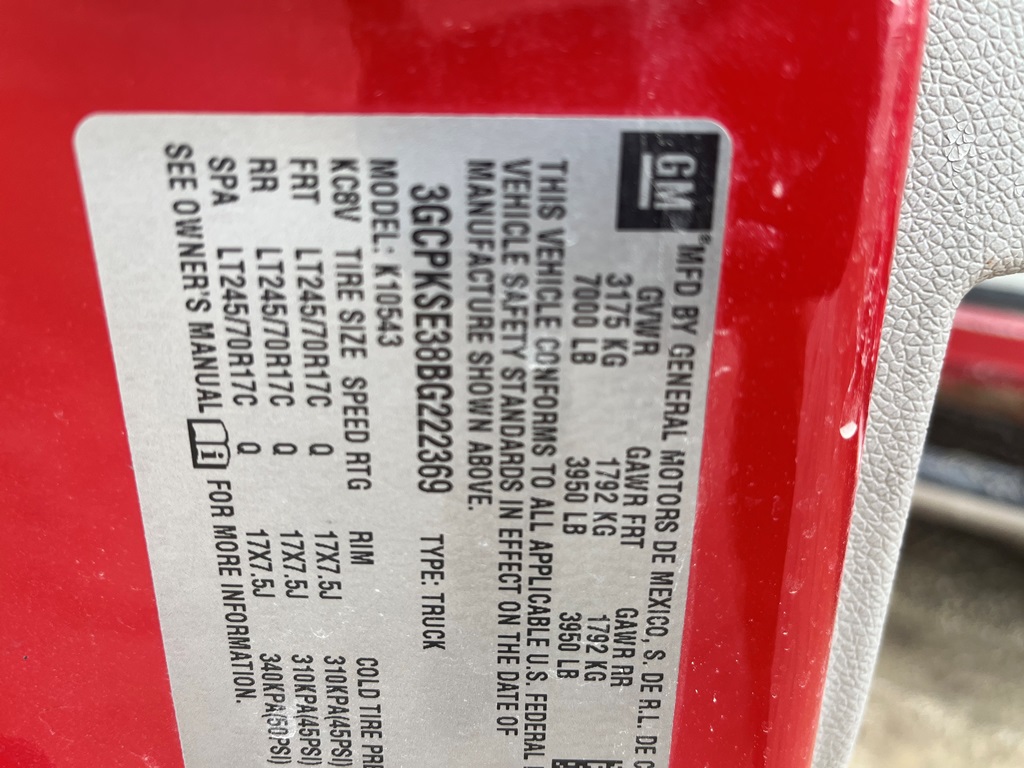 GM ®MFD BY GENERAL MOTORS DE MEXICO, S. DE R.L. DE C
GVWR GAWR FRT GAWR RR
3175 KG 1792 KG 1792 KG
7000 LB 3950 LB 3950 LB
THIS VEHICLE CONFORMS TO ALL APPLICABLE U.S. FEDERAL
VEHICLE SAFETY STANDARDS IN EFFECT ON THE DATE OF
MANUFACTURE SHOWN ABOVE.
3GCPKSE38BG222369 TYPE: TRUCK
MODEL: K10543
KC8V TIRE SIZE SPEED RTG RIM COLD TIRE PRE
FRT LT245/70R17C Q 17X7.5J 310KPA(45PSI)
RR LT245/70R17C Q 17X7.5J 310KPA(45PSI)
SPA LT245/70R17C Q 17X7.5J 340KPA(50PSI)
SEE OWNER'S MANUAL i FOR MORE INFORMATION.